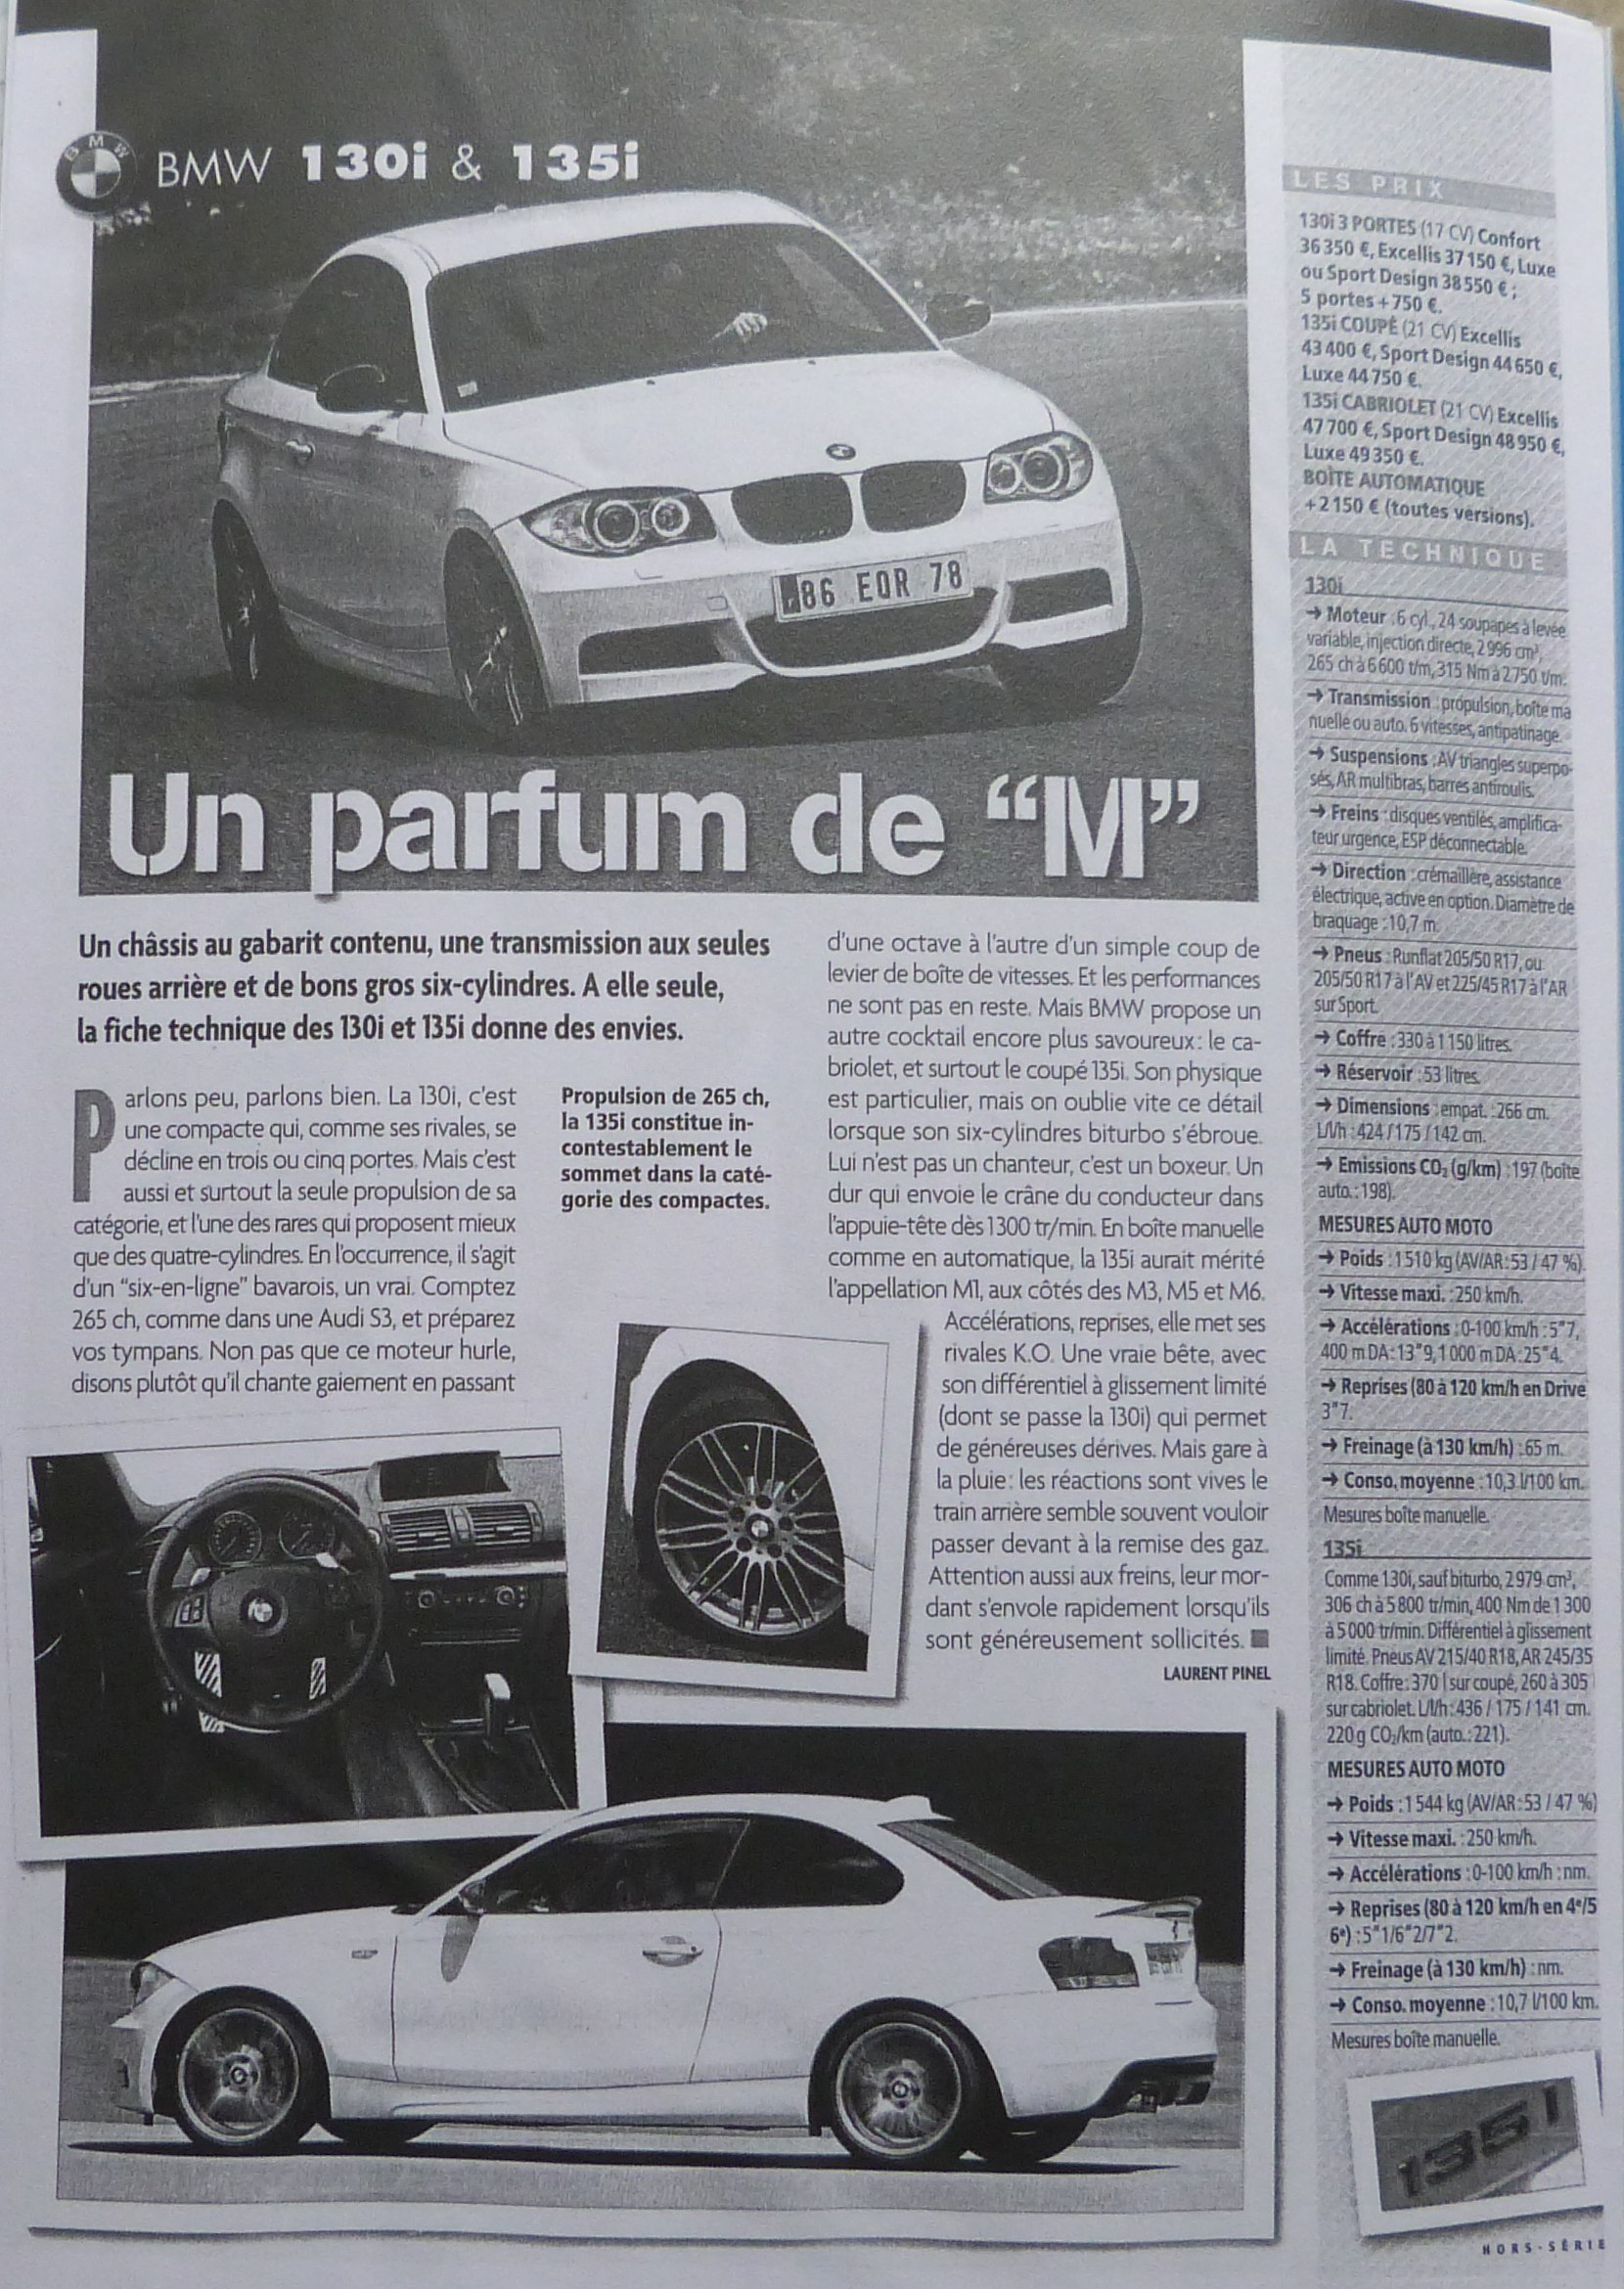 BMW
BMW 130i & 135i
86 EQR 78
Un parfum de “M”
Un châssis au gabarit contenu, une transmission aux seules
roues arrière et de bons gros six-cylindres. A elle seule,
la fiche technique des 130i et 135i donne des envies.
Parlons peu, parlons bien. La 130i, c’est
une compacte qui, comme ses rivales, se
décline en trois ou cinq portes. Mais c’est
aussi et surtout la seule propulsion de sa
catégorie, et l’une des rares qui proposent mieux
que des quatre-cylindres. En l’occurrence, il s’agit
d’un “six-en-ligne” bavarois, un vrai. Comptez
265 ch, comme dans une Audi S3, et préparez
vos tympans. Non pas que ce moteur hurle,
disons plutôt qu’il chante gaiement en passant
Propulsion de 265 ch,
la 135i constitue in-
contestablement le
sommet dans la caté-
gorie des compactes.
d’une octave à l’autre d’un simple coup de
levier de boîte de vitesses. Et les performances
ne sont pas en reste. Mais BMW propose un
autre cocktail encore plus savoureux : le ca-
briolet, et surtout le coupé 135i. Son physique
est particulier, mais on oublie vite ce détail
lorsque son six-cylindres biturbo s’ébroue.
Lui n’est pas un chanteur, c’est un boxeur. Un
dur qui envoie le crâne du conducteur dans
l’appuie-tête dès 1300 tr/min. En boîte manuelle
comme en automatique, la 135i aurait mérité
l’appellation M1, aux côtés des M3, M5 et M6.
Accélérations, reprises, elle met ses
rivales K.O. Une vraie bête, avec
son différentiel à glissement limité
(dont se passe la 130i) qui permet
de généreuses dérives. Mais gare à
la pluie : les réactions sont vives le
train arrière semble souvent vouloir
passer devant à la remise des gaz.
Attention aussi aux freins, leur mor-
dant s’envole rapidement lorsqu’ils
sont généreusement sollicités.
LAURENT PINEL
LES PRIX
130i 3 PORTES (17 CV) Confort
36 350 €, Excellis 37 150 €, Luxe
ou Sport Design 38 550 € ;
5 portes + 750 €.
135i COUPÉ (21 CV) Excellis
43 400 €, Sport Design 44 650 €,
Luxe 44 750 €.
135i CABRIOLET (21 CV) Excellis
47 700 €, Sport Design 48 950 €,
Luxe 49 350 €.
BOÎTE AUTOMATIQUE
+ 2 150 € (toutes versions).
LA TECHNIQUE
130i
→ Moteur : 6 cyl., 24 soupapes à levée
variable, injection directe, 2 996 cm³,
265 ch à 6 600 t/m, 315 Nm à 2 750 t/m.
→ Transmission : propulsion, boîte ma
nuelle ou auto. 6 vitesses, antipatinage.
→ Suspensions : AV triangles superpo-
sés, AR multibras, barres antiroulis.
→ Freins : disques ventilés, amplifica-
teur urgence, ESP déconnectable.
→ Direction : crémaillère, assistance
électrique, active en option. Diamètre de
braquage : 10,7 m.
→ Pneus : Runflat 205/50 R17, ou
205/50 R17 à l’AV et 225/45 R17 à l’AR
sur Sport.
→ Coffre : 330 à 1 150 litres.
→ Réservoir : 53 litres.
→ Dimensions : empat. : 266 cm.
L/l/h : 424 / 175 / 142 cm.
→ Emissions CO₂ (g/km) : 197 (boîte
auto. : 198).
MESURES AUTO MOTO
→ Poids : 1 510 kg (AV/AR : 53 / 47 %).
→ Vitesse maxi. : 250 km/h.
→ Accélérations : 0-100 km/h : 5"7,
400 m DA : 13"9, 1 000 m DA : 25"4.
→ Reprises (80 à 120 km/h en Drive
3"7.
→ Freinage (à 130 km/h) : 65 m.
→ Conso. moyenne : 10,3 l/100 km.
Mesures boîte manuelle.
135i
Comme 130i, sauf biturbo, 2 979 cm³,
306 ch à 5 800 tr/min, 400 Nm de 1 300
à 5 000 tr/min. Différentiel à glissement
limité. Pneus AV 215/40 R18, AR 245/35
R18. Coffre : 370 l sur coupé, 260 à 305
sur cabriolet. L/l/h : 436 / 175 / 141 cm.
220 g CO₂/km (auto. : 221).
MESURES AUTO MOTO
→ Poids : 1 544 kg (AV/AR : 53 / 47 %)
→ Vitesse maxi. : 250 km/h.
→ Accélérations : 0-100 km/h : nm.
→ Reprises (80 à 120 km/h en 4ᵉ/5
6ᵉ) : 5"1/6"2/7"2.
→ Freinage (à 130 km/h) : nm.
→ Conso. moyenne : 10,7 l/100 km.
Mesures boîte manuelle.
135i
HORS-SÉRIE